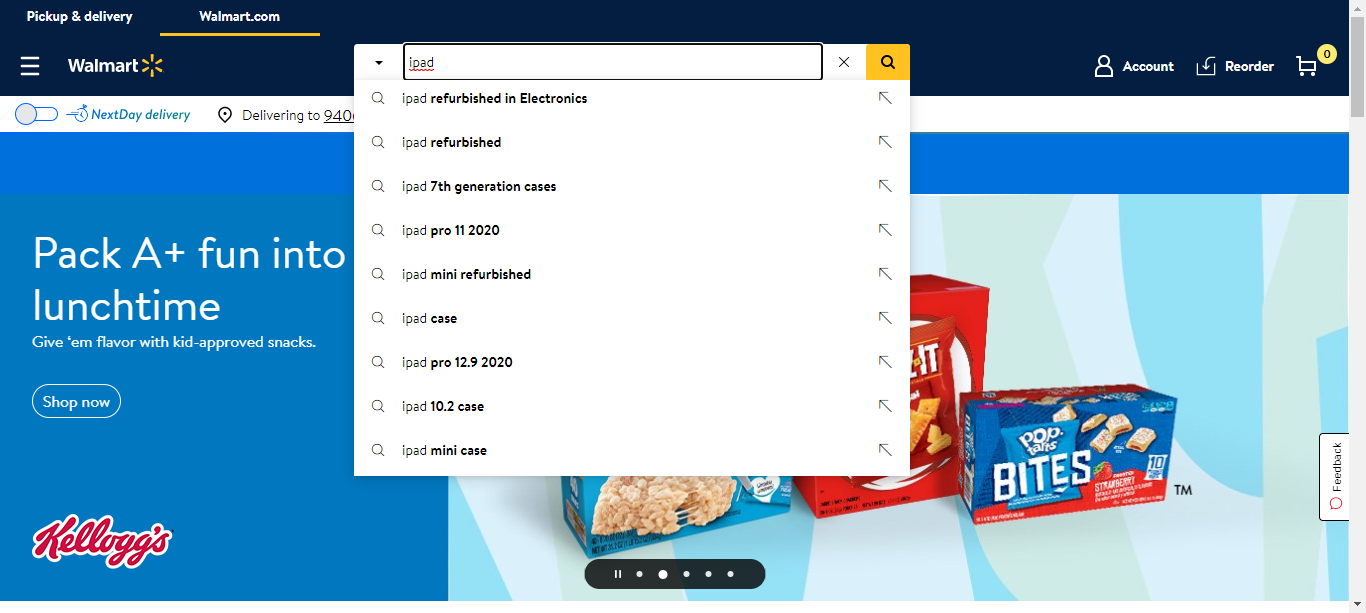 Pickup & delivery
Walmart.com
Walmart
ipad
Account
Reorder
0
NextDay delivery
Delivering to 940
ipad refurbished in Electronics
ipad refurbished
ipad 7th generation cases
ipad pro 11 2020
ipad mini refurbished
ipad case
ipad pro 12.9 2020
ipad 10.2 case
ipad mini case
Pack A+ fun into
lunchtime
Give ‘em flavor with kid-approved snacks.
Shop now
Kellogg's
POP.
tarts
BITES
FROSTED
STRAWBERRY
10
TM
Feedback